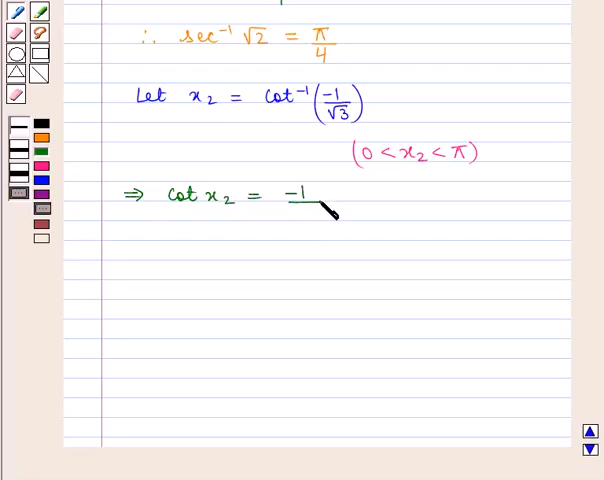 ∴ sec⁻¹ √2 = π/4
Let x₂ = cot⁻¹ (-1/√3)
(0 < x₂ < π)
⇒ cot x₂ = -1